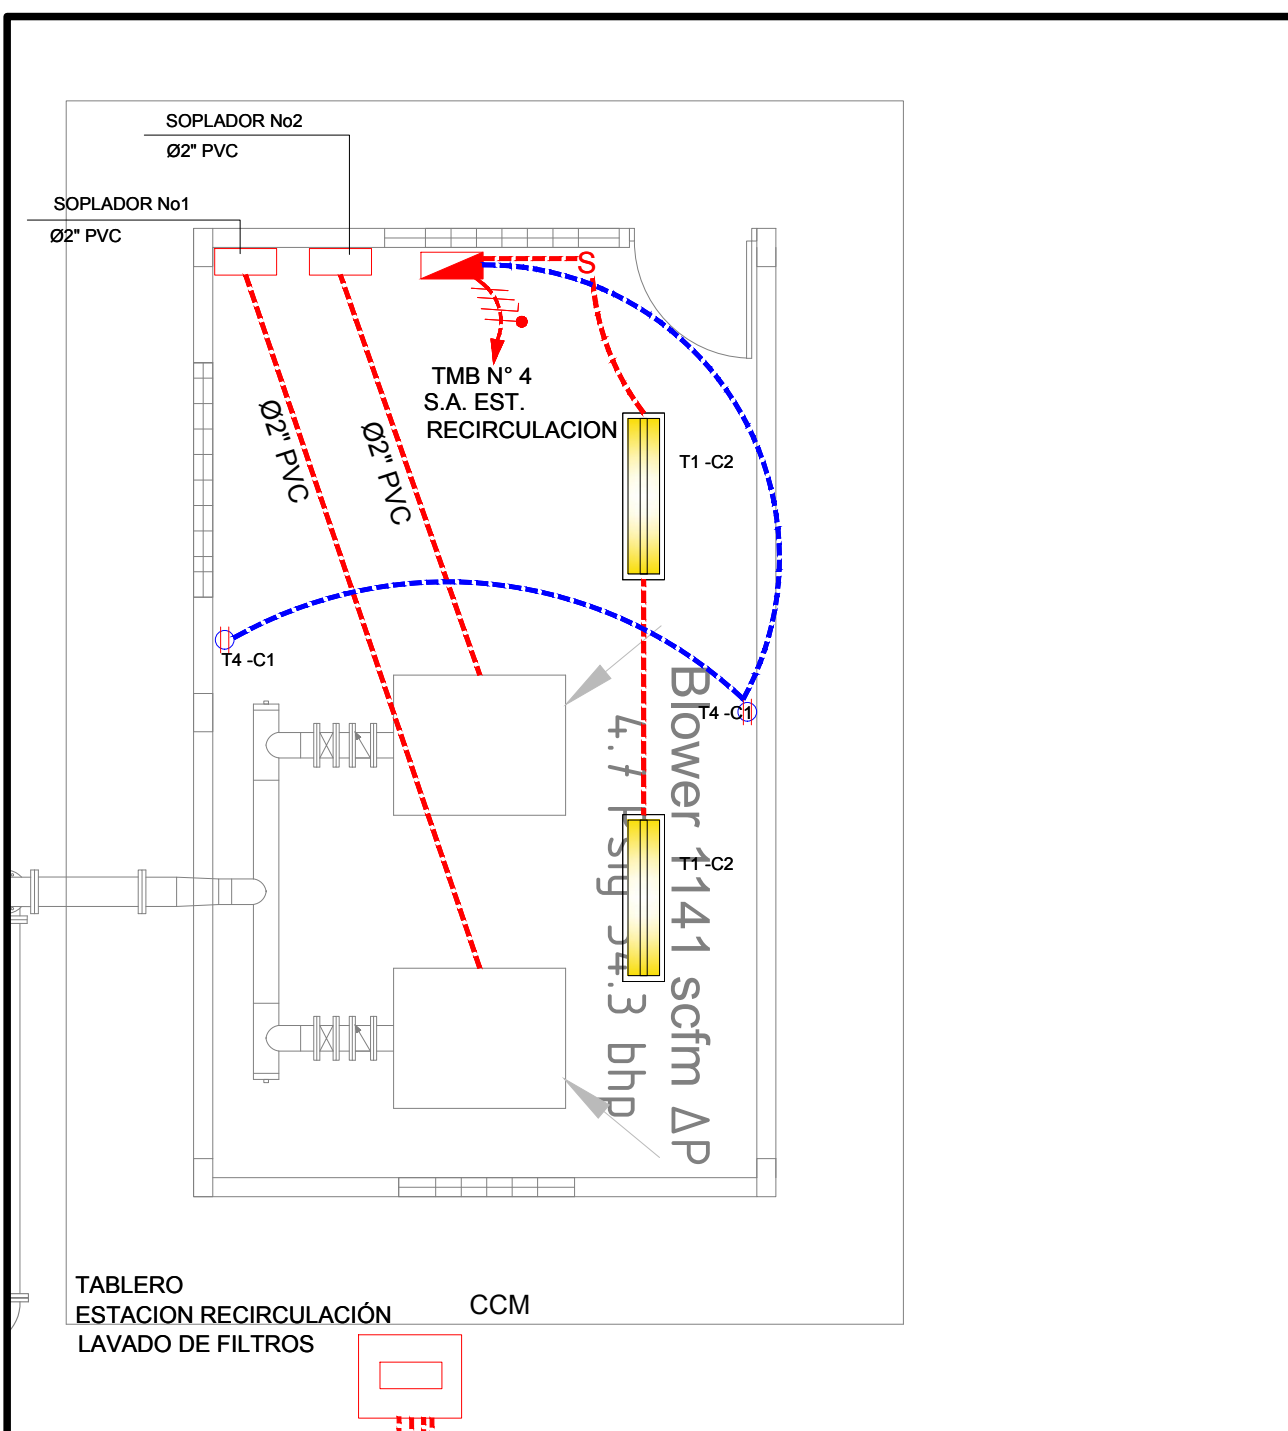 SOPLADOR No2
Ø2" PVC
SOPLADOR No1
Ø2" PVC
S
TMB N° 4
S.A. EST.
RECIRCULACION
Ø2" PVC
Ø2" PVC
T1 -C2
T4 -C1
T4 -C1
Blower 1141 scfm ΔP
4.7 psig 54.3 bhp
T1 -C2
TABLERO
ESTACION RECIRCULACIÓN
LAVADO DE FILTROS
CCM